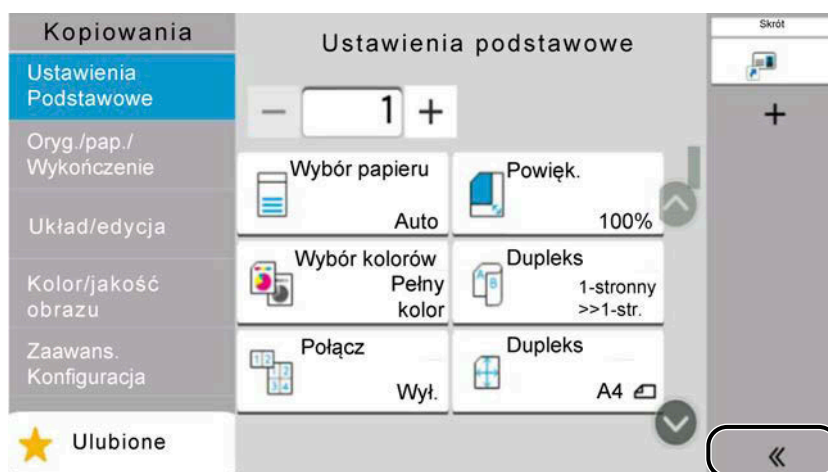 Kopiowania
Ustawienia
Podstawowe
Oryg./pap./
Wykończenie
Układ/edycja
Kolor/jakość
obrazu
Zaawans.
Konfiguracja
Ulubione
Ustawienia podstawowe
− 1 +
Wybór papieru
Auto
Powięk.
100%
Wybór kolorów
Pełny
kolor
Dupleks
1-stronny
>>1-str.
Połącz
Wył.
Dupleks
A4
Skrót
+
«